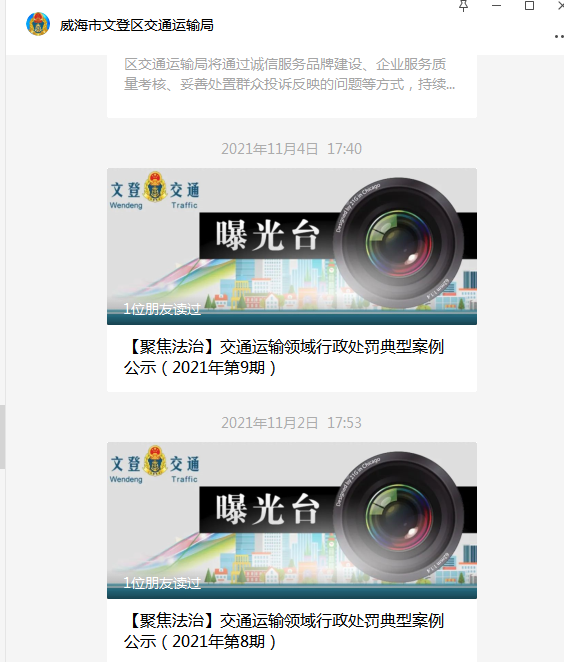 威海市文登区交通运输局
区交通运输局将通过诚信服务品牌建设、企业服务质
量考核、妥善处置群众投诉反映的问题等方式，持续...
2021年11月4日 17:40
文登 交通
Wendeng Traffic
曝光台
Designed by 21G in Chicago
1位朋友读过
【聚焦法治】交通运输领域行政处罚典型案例
公示（2021年第9期）
2021年11月2日 17:53
文登 交通
Wendeng Traffic
曝光台
Designed by 21G in Chicago
1位朋友读过
【聚焦法治】交通运输领域行政处罚典型案例
公示（2021年第8期）